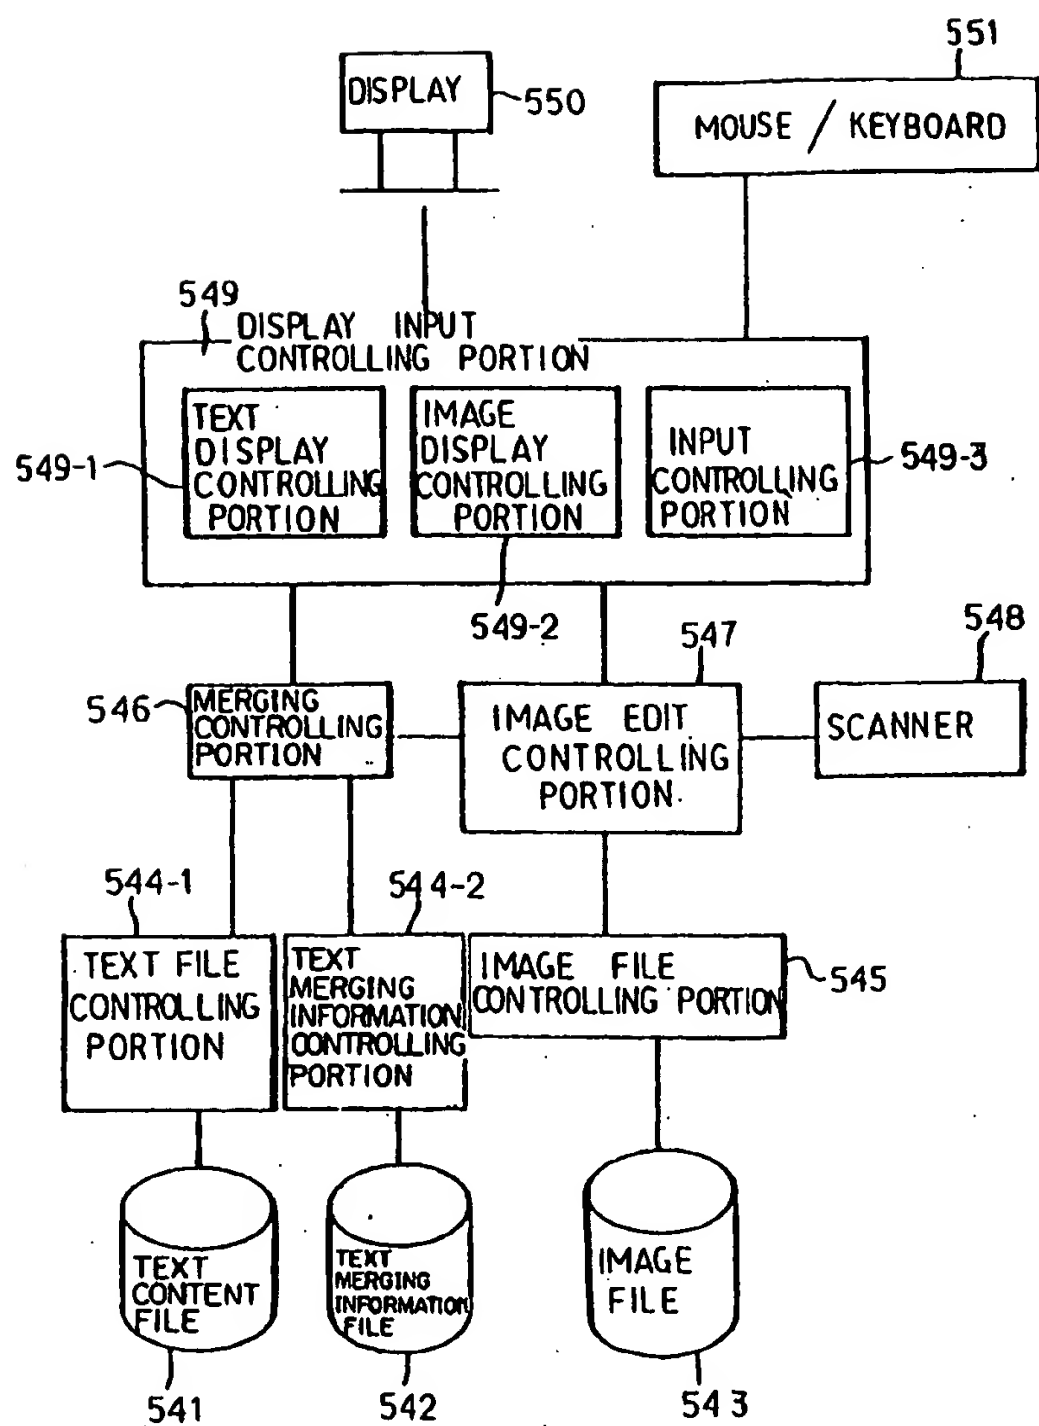 551
DISPLAY
550
MOUSE / KEYBOARD
549
DISPLAY INPUT
CONTROLLING PORTION
TEXT
DISPLAY
CONTROLLING
PORTION
549-1
IMAGE
DISPLAY
CONTROLLING
PORTION
549-2
INPUT
CONTROLLING
PORTION
549-3
546
MERGING
CONTROLLING
PORTION
547
IMAGE EDIT
CONTROLLING
PORTION
548
SCANNER
544-1
TEXT FILE
CONTROLLING
PORTION
544-2
TEXT
MERGING
INFORMATION
CONTROLLING
PORTION
IMAGE FILE
CONTROLLING PORTION
545
TEXT
CONTENT
FILE
541
TEXT
MERGING
INFORMATION
FILE
542
IMAGE
FILE
543